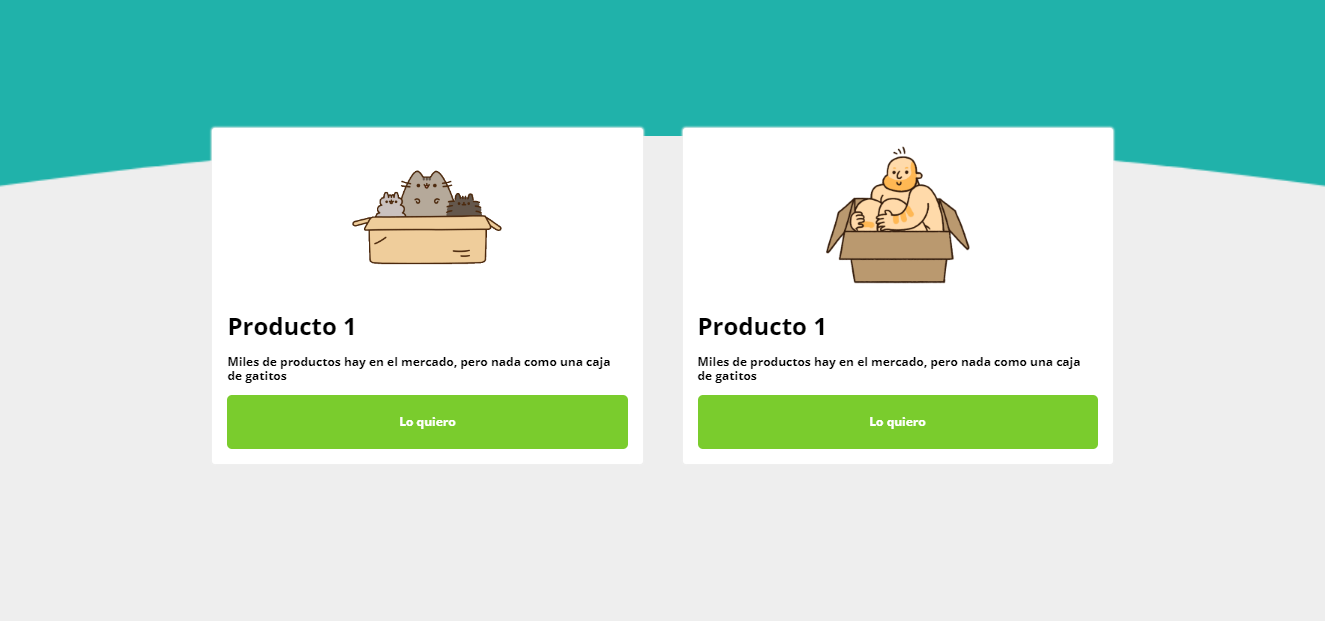 Producto 1
Miles de productos hay en el mercado, pero nada como una caja
de gatitos
Lo quiero
Producto 1
Miles de productos hay en el mercado, pero nada como una caja
de gatitos
Lo quiero